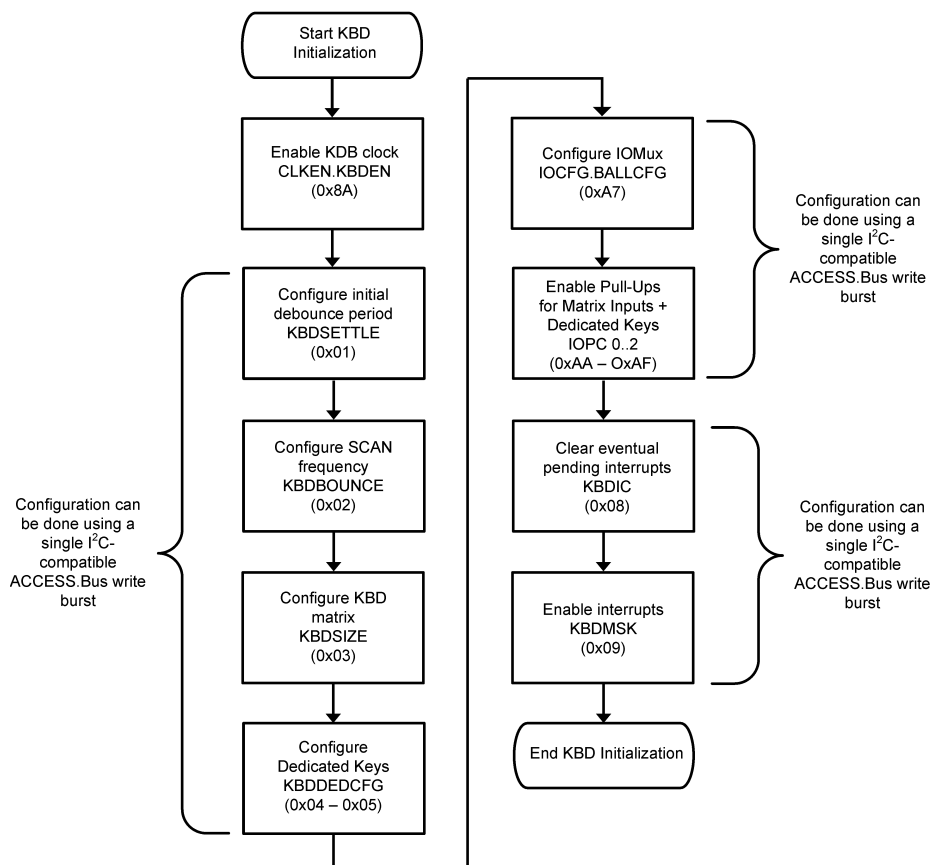 Start KBD
Initialization
Enable KDB clock
CLKEN.KBDEN
(0x8A)
Configure initial
debounce period
KBDSETTLE
(0x01)
Configure SCAN
frequency
KBDBOUNCE
(0x02)
Configure KBD
matrix
KBDSIZE
(0x03)
Configure
Dedicated Keys
KBDDEDCFG
(0x04 – 0x05)
Configuration can
be done using a
single I²C-
compatible
ACCESS.Bus write
burst
Configure IOMux
IOCFG.BALLCFG
(0xA7)
Enable Pull-Ups
for Matrix Inputs +
Dedicated Keys
IOPC 0..2
(0xAA – OxAF)
Configuration can
be done using a
single I²C-
compatible
ACCESS.Bus write
burst
Clear eventual
pending interrupts
KBDIC
(0x08)
Enable interrupts
KBDMSK
(0x09)
Configuration can
be done using a
single I²C-
compatible
ACCESS.Bus write
burst
End KBD Initialization